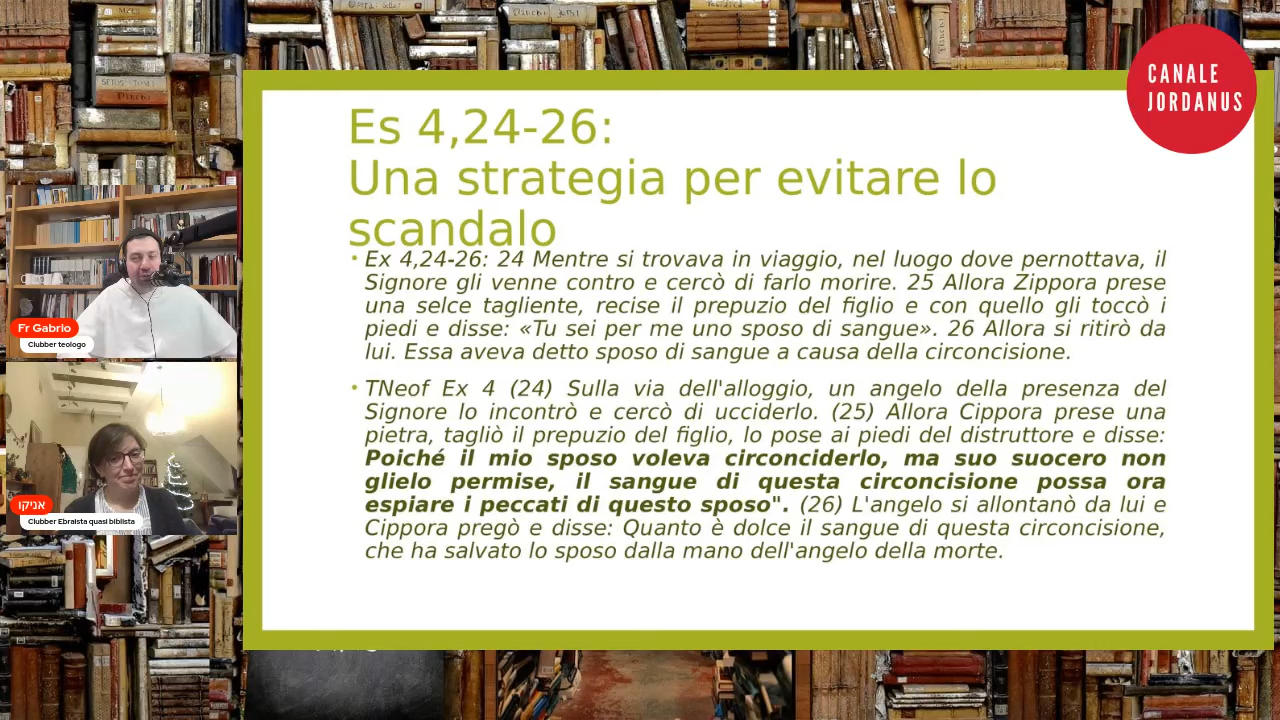 CANALE
JORDANUS
Es 4,24-26:
Una strategia per evitare lo
scandalo
• Ex 4,24-26: 24 Mentre si trovava in viaggio, nel luogo dove pernottava, il
Signore gli venne contro e cercò di farlo morire. 25 Allora Zippora prese
una selce tagliente, recise il prepuzio del figlio e con quello gli toccò i
piedi e disse: «Tu sei per me uno sposo di sangue». 26 Allora si ritirò da
lui. Essa aveva detto sposo di sangue a causa della circoncisione.
• TNeof Ex 4 (24) Sulla via dell'alloggio, un angelo della presenza del
Signore lo incontrò e cercò di ucciderlo. (25) Allora Cippora prese una
pietra, tagliò il prepuzio del figlio, lo pose ai piedi del distruttore e disse:
Poiché il mio sposo voleva circonciderlo, ma suo suocero non
glielo permise, il sangue di questa circoncisione possa ora
espiare i peccati di questo sposo". (26) L'angelo si allontanò da lui e
Cippora pregò e disse: Quanto è dolce il sangue di questa circoncisione,
che ha salvato lo sposo dalla mano dell'angelo della morte.
Fr Gabrio
Clubber teologo
אניקו
Clubber Ebraista quasi biblista